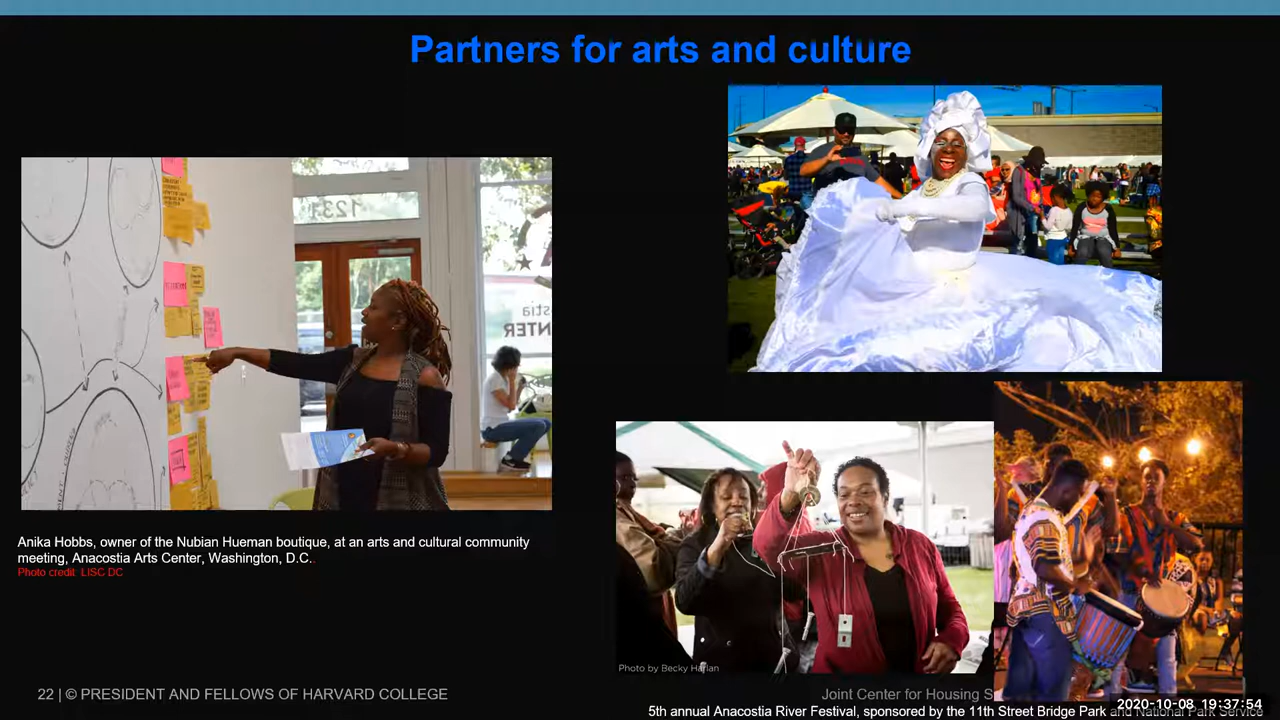 Partners for arts and culture
1231
stia
NTER
Anika Hobbs, owner of the Nubian Hueman boutique, at an arts and cultural community
meeting, Anacostia Arts Center, Washington, D.C..
Photo credit: LISC DC
Photo by Becky Harlan
22 | © PRESIDENT AND FELLOWS OF HARVARD COLLEGE
Joint Center for Housing S
2020-10-08 19:37:54
5th annual Anacostia River Festival, sponsored by the 11th Street Bridge Park and National Park Service